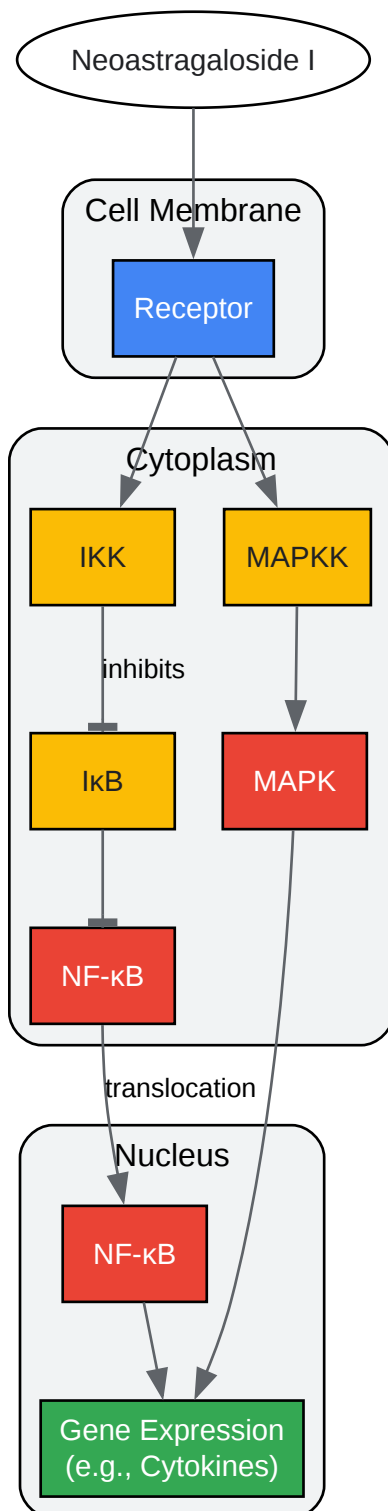 Neoastragaloside I
Cell Membrane
Receptor
Cytoplasm
IKK
MAPKK
inhibits
IκB
MAPK
NF-κB
translocation
Nucleus
NF-κB
Gene Expression
(e.g., Cytokines)